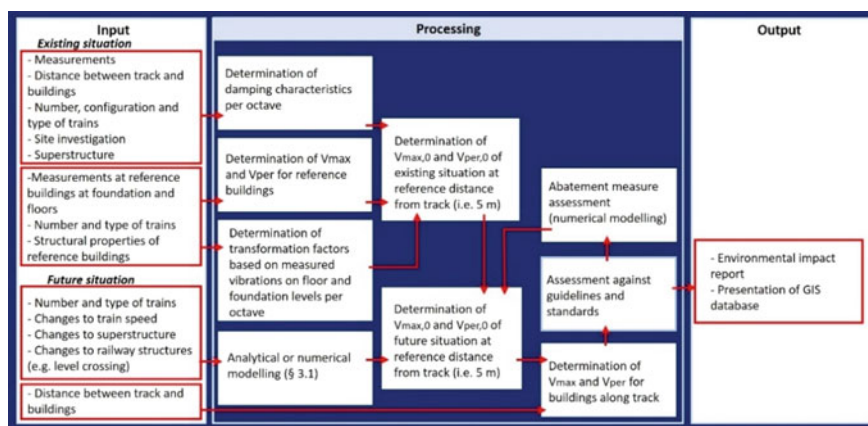 Input
Existing situation
- Measurements
- Distance between track and
buildings
- Number, configuration and
type of trains
- Site investigation
- Superstructure
-Measurements at reference
buildings at foundation and
floors
- Number and type of trains
- Structural properties of
reference buildings
Future situation
- Number and type of trains
- Changes to train speed
- Changes to superstructure
- Changes to railway structures
(e.g. level crossing)
- Distance between track and
buildings
Processing
Determination of
damping characteristics
per octave
Determination of Vmax
and Vper for reference
buildings
Determination of
transformation factors
based on measured
vibrations on floor and
foundation levels per
octave
Analytical or numerical
modelling (§ 3.1)
Determination of
Vmax,0 and Vper,0 of
existing situation at
reference distance
from track (i.e. 5 m)
Determination of
Vmax,0 and Vper,0 of
future situation at
reference distance
from track (i.e. 5 m)
Abatement measure
assessment
(numerical modelling)
Assessment against
guidelines and
standards
Determination of
Vmax and Vper for
buildings along track
Output
- Environmental impact
report
- Presentation of GIS
database